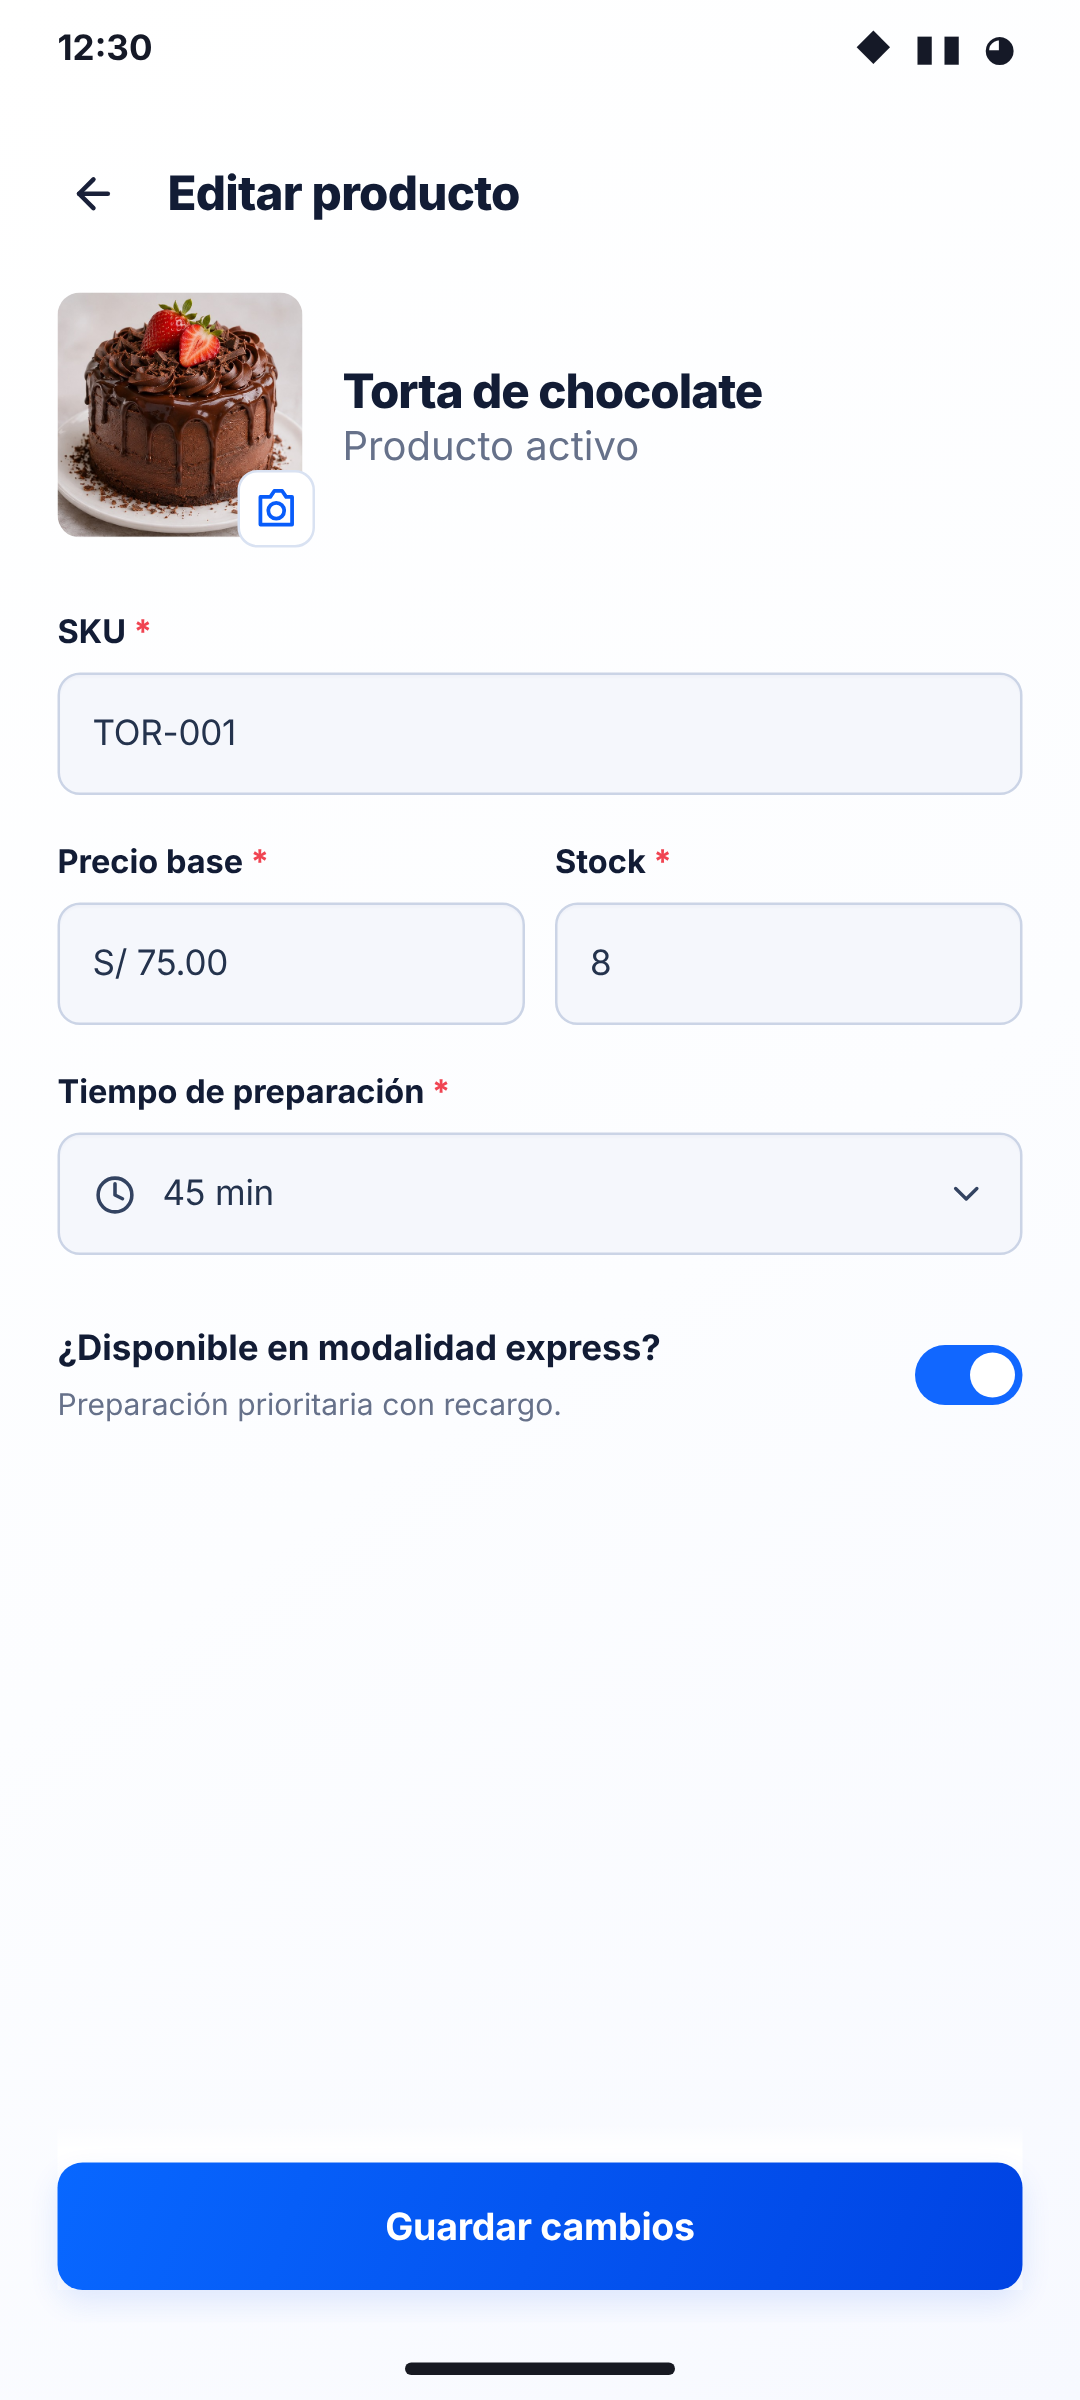 12:30
Editar producto
Torta de chocolate
Producto activo
SKU *
TOR-001
Precio base *
Stock *
S/ 75.00
8
Tiempo de preparación *
45 min
¿Disponible en modalidad express?
Preparación prioritaria con recargo.
Guardar cambios